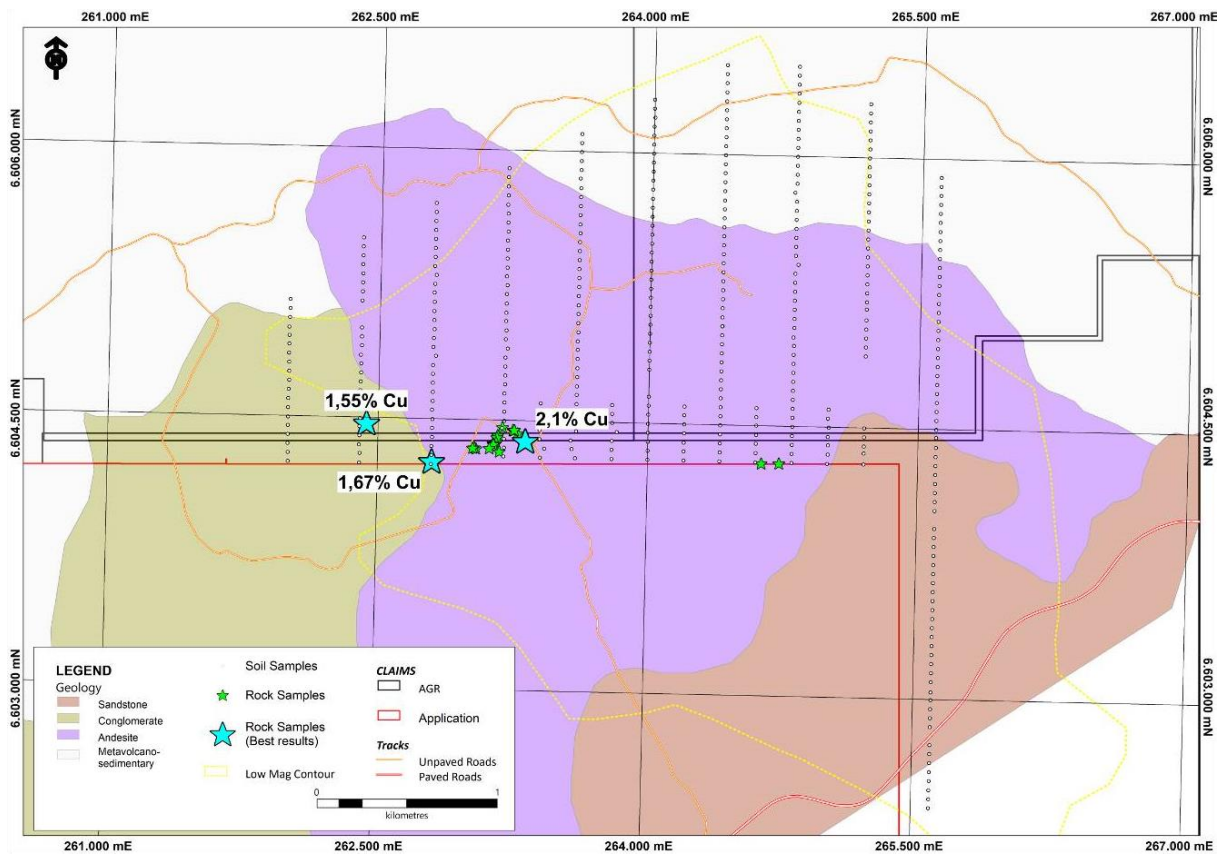 261.000 mE
262.500 mE
264.000 mE
265.500 mE
267.000 mE
6.606.000 mN
6.606.000 mN
1,55% Cu
2,1% Cu
6.604.500 mN
6.604.500 mN
1,67% Cu
6.603.000 mN
6.603.000 mN
LEGEND
Geology
Sandstone
Conglomerate
Andesite
Metavolcano-
sedimentary
Soil Samples
Rock Samples
Rock Samples
(Best results)
Low Mag Contour
CLAIMS
AGR
Application
Tracks
Unpaved Roads
Paved Roads
0
1
kilometres
261.000 mE
262.500 mE
264.000 mE
265.500 mE
267.000 mE